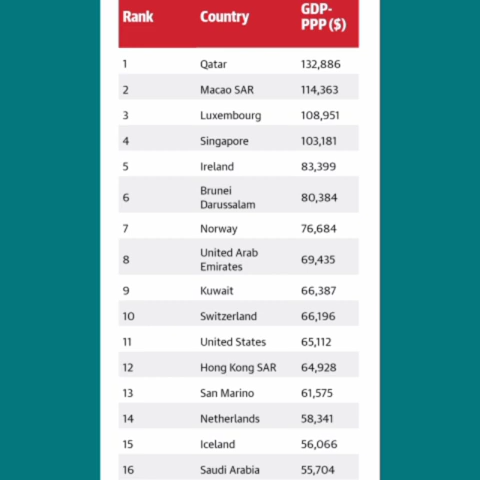 Rank Country GDP-PPP ($)
1 Qatar 132,886
2 Macao SAR 114,363
3 Luxembourg 108,951
4 Singapore 103,181
5 Ireland 83,399
6 Brunei Darussalam 80,384
7 Norway 76,684
8 United Arab Emirates 69,435
9 Kuwait 66,387
10 Switzerland 66,196
11 United States 65,112
12 Hong Kong SAR 64,928
13 San Marino 61,575
14 Netherlands 58,341
15 Iceland 56,066
16 Saudi Arabia 55,704